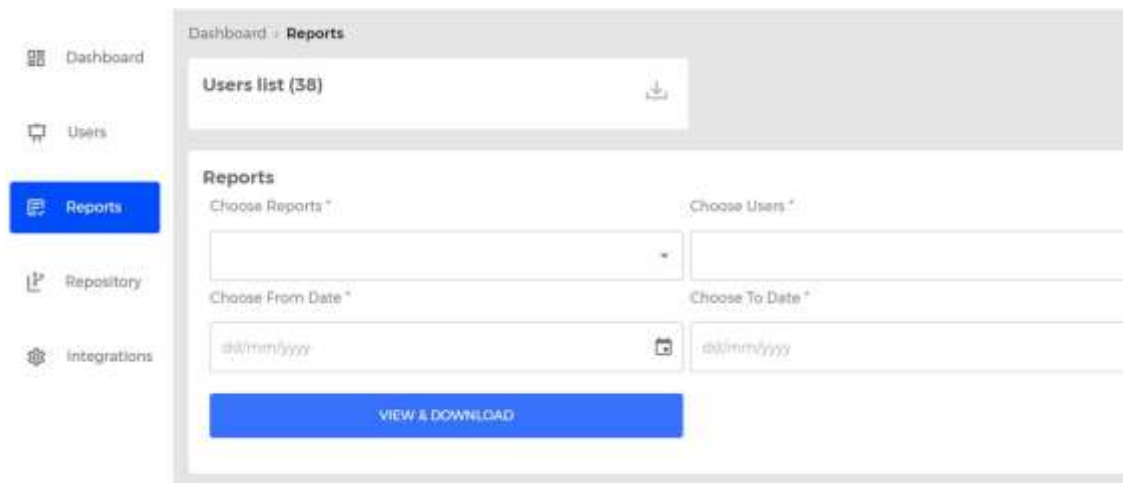 Dashboard
Users
Reports
Repository
Integrations
Dashboard › Reports
Users list (38)
Reports
Choose Reports *
Choose Users *
Choose From Date *
Choose To Date *
dd/mm/yyyy
dd/mm/yyyy
VIEW & DOWNLOAD